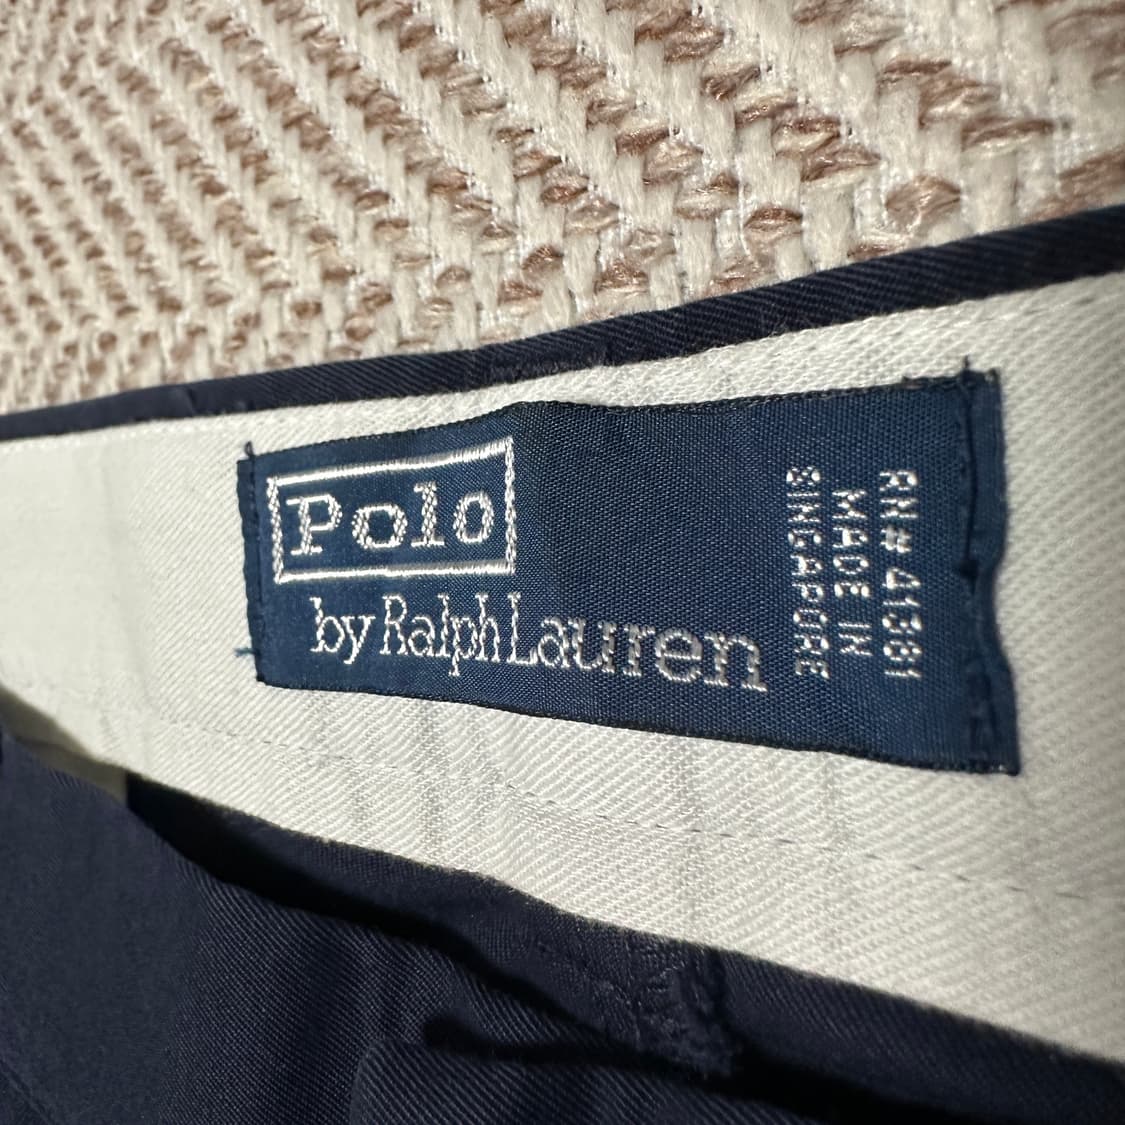 Polo
by Ralph Lauren
RN# 41381
MADE IN
SINGAPORE